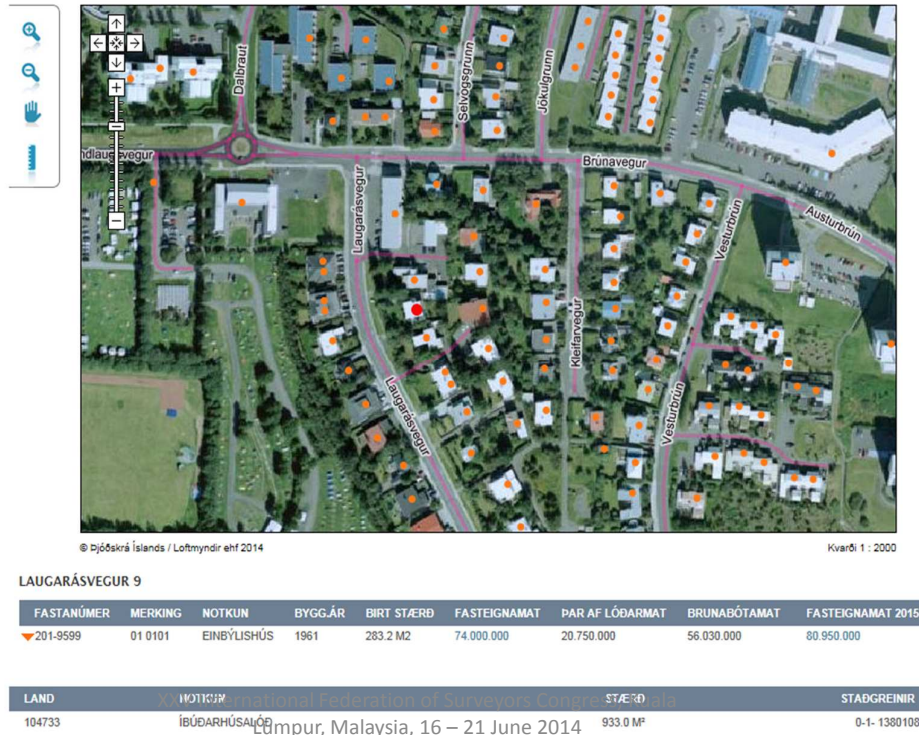 Dalbraut
Selvogsgrunn
Jökulgrunn
Brúnavegur
Laugarásvegur
Vesturbrún
Austurbrún
Kleifarvegur
Laugarásvegur
Vesturbrún
© Þjóðskrá Íslands / Loftmyndir ehf 2014
Kvarði 1 : 2000
LAUGARÁSVEGUR 9
FASTANÚMER MERKING NOTKUN BYGG.ÁR BIRT STÆRÐ FASTEIGNAMAT ÞAR AF LÓÐARMAT BRUNABÓTAMAT FASTEIGNAMAT 2015
201-9599 01 0101 EINBÝLISHÚS 1961 283.2 M2 74.000.000 20.750.000 56.030.000 80.950.000
LAND NOTKUN STÆRÐ STAÐGREINIR
International Federation of Surveyors Congress, Kuala
104733 ÍBÚÐARHÚSALÓÐ 933.0 M² 0-1- 1380108
Lumpur, Malaysia, 16 – 21 June 2014